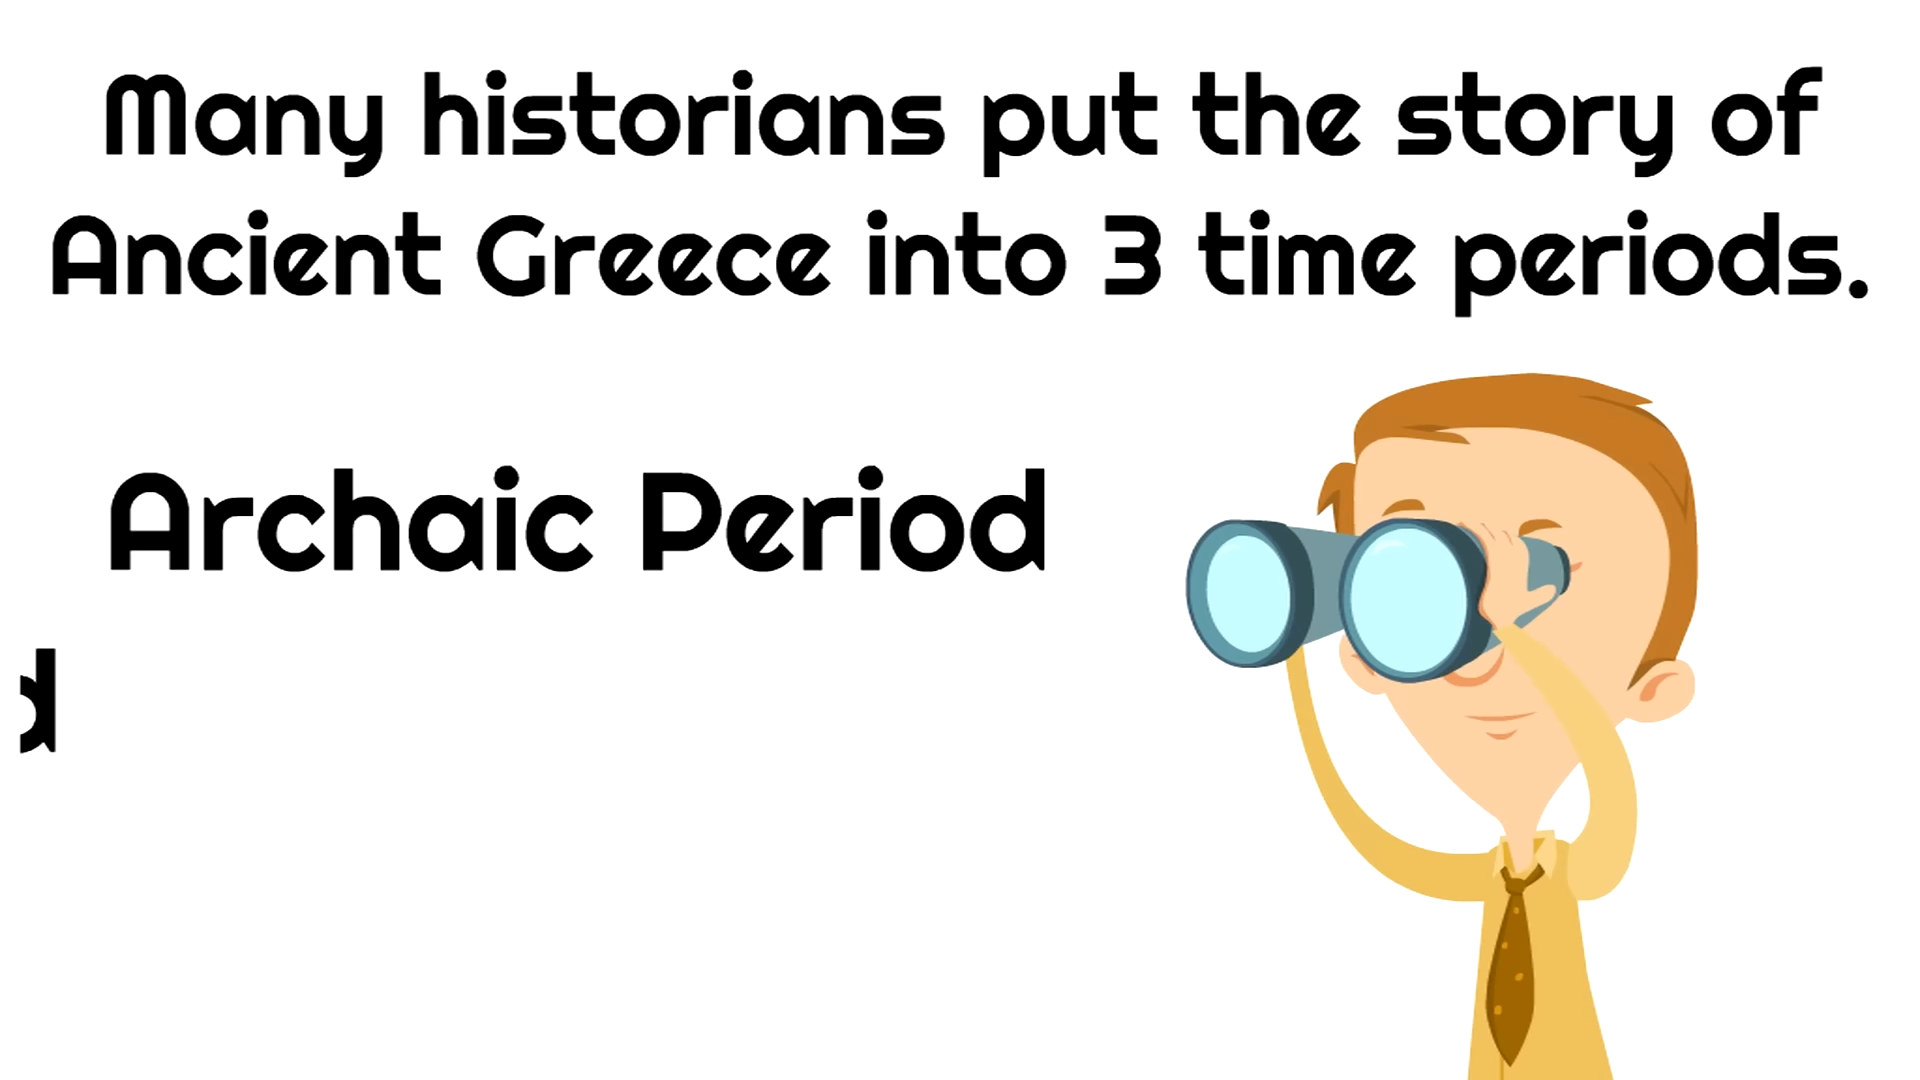 Many historians put the story of
Ancient Greece into 3 time periods.
Archaic Period
d